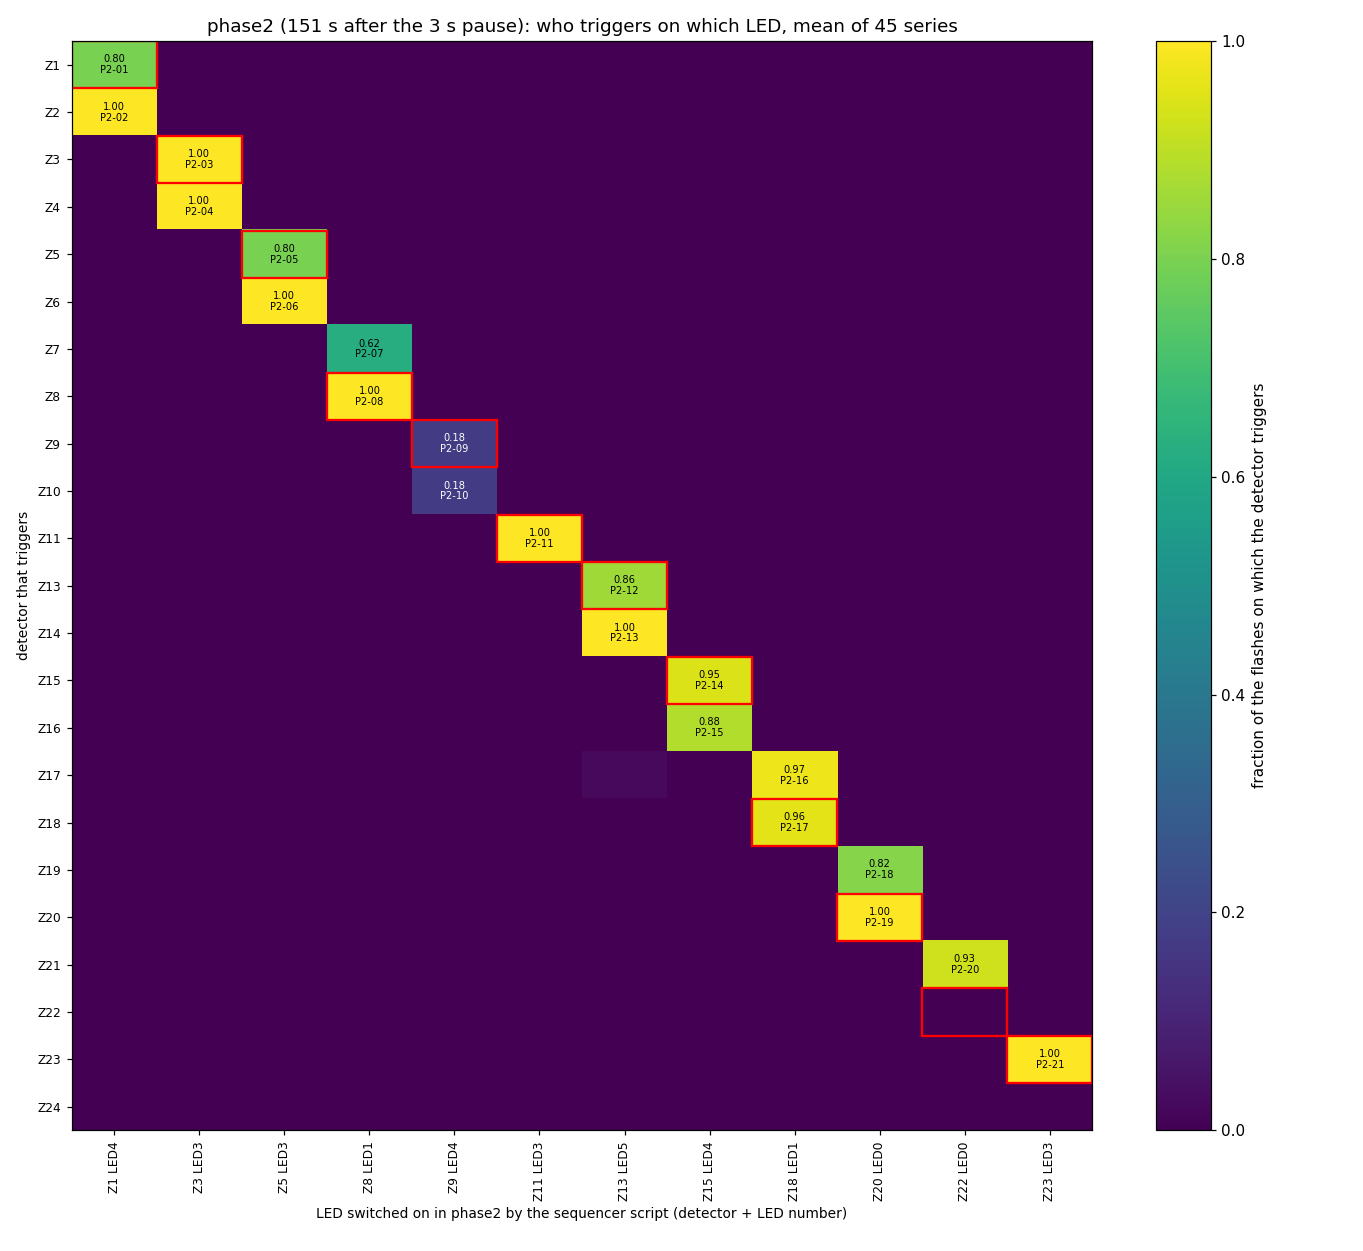 phase2 (151 s after the 3 s pause): who triggers on which LED, mean of 45 series
detector that triggers
Z1
Z2
Z3
Z4
Z5
Z6
Z7
Z8
Z9
Z10
Z11
Z13
Z14
Z15
Z16
Z17
Z18
Z19
Z20
Z21
Z22
Z23
Z24
0.80
P2-01
1.00
P2-02
1.00
P2-03
1.00
P2-04
0.80
P2-05
1.00
P2-06
0.62
P2-07
1.00
P2-08
0.18
P2-09
0.18
P2-10
1.00
P2-11
0.86
P2-12
1.00
P2-13
0.95
P2-14
0.88
P2-15
0.97
P2-16
0.96
P2-17
0.82
P2-18
1.00
P2-19
0.93
P2-20
1.00
P2-21
Z1 LED4
Z3 LED3
Z5 LED3
Z8 LED1
Z9 LED4
Z11 LED3
Z13 LED5
Z15 LED4
Z18 LED1
Z20 LED0
Z22 LED0
Z23 LED3
LED switched on in phase2 by the sequencer script (detector + LED number)
1.0
0.8
0.6
0.4
0.2
0.0
fraction of the flashes on which the detector triggers